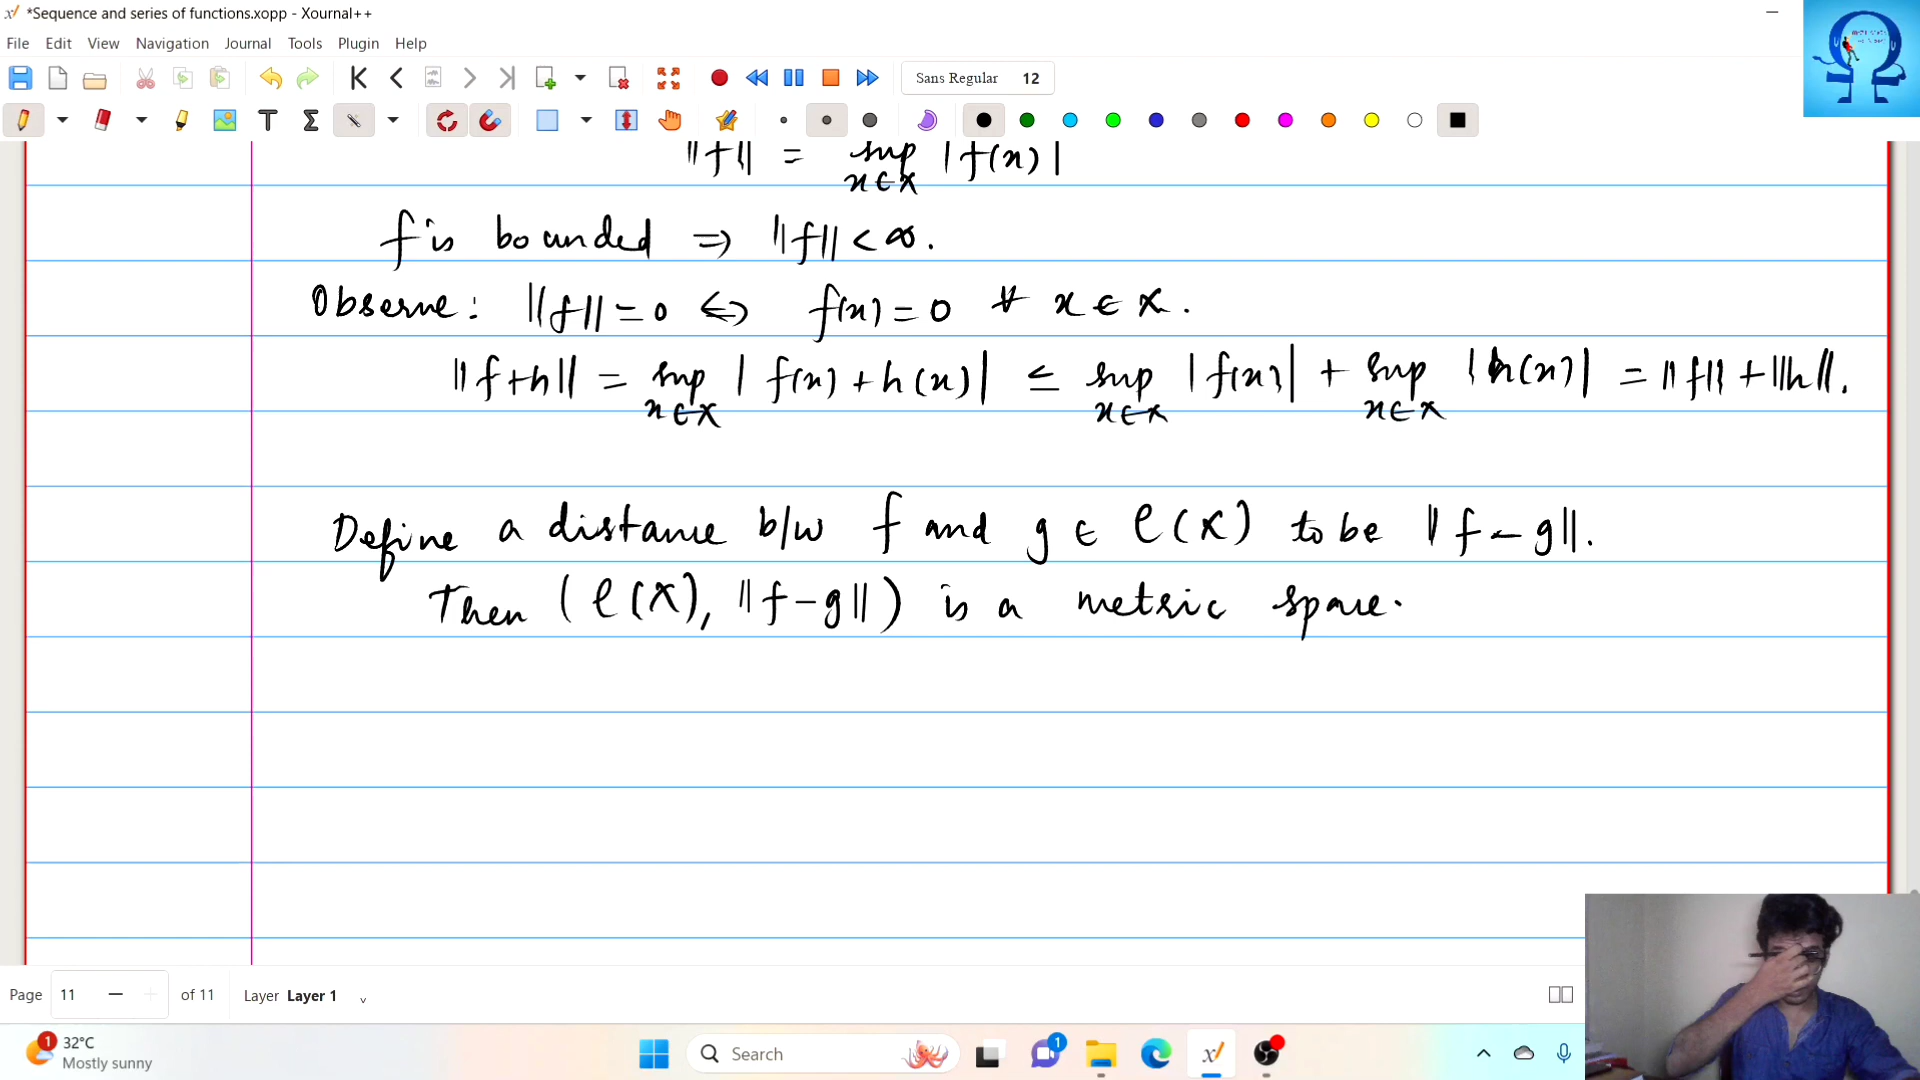 *Sequence and series of functions.xopp - Xournal++
File Edit View Navigation Journal Tools Plugin Help
Sans Regular 12
||f|| = sup |f(x)|
x∈X
f is bounded ⇒ ||f|| < ∞.
Observe: ||f|| = 0 ⇔ f(x) = 0 ∀ x ∈ X.
||f+h|| = sup | f(x) + h(x)| ≤ sup |f(x)| + sup |h(x)| = ||f|| + ||h||.
x∈X x∈X x∈X
Define a distance b/w f and g ∈ C(X) to be ||f - g||.
Then (C(X), ||f - g||) is a metric space.
Page 11 of 11 Layer Layer 1
1 32°C
Mostly sunny
Search
1